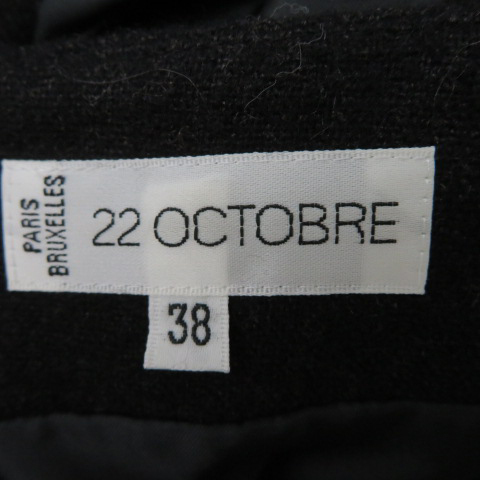 PARIS
BRUXELLES
22 OCTOBRE
38